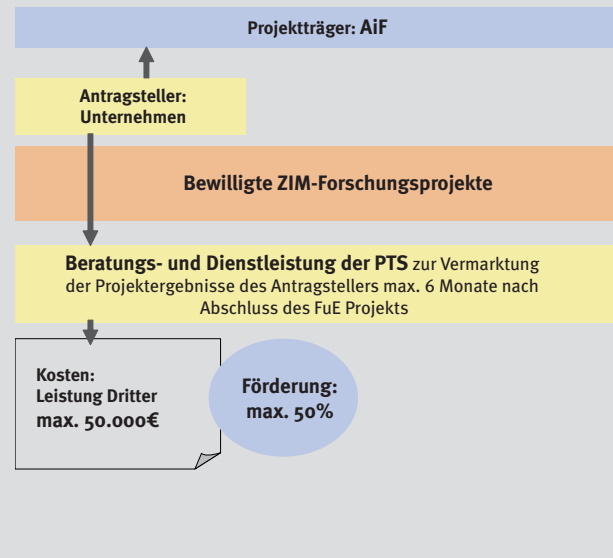 Projektträger: AiF
Antragsteller:
Unternehmen
Bewilligte ZIM-Forschungsprojekte
Beratungs- und Dienstleistung der PTS zur Vermarktung
der Projektergebnisse des Antragstellers max. 6 Monate nach
Abschluss des FuE Projekts
Kosten:
Leistung Dritter
max. 50.000€
Förderung:
max. 50%